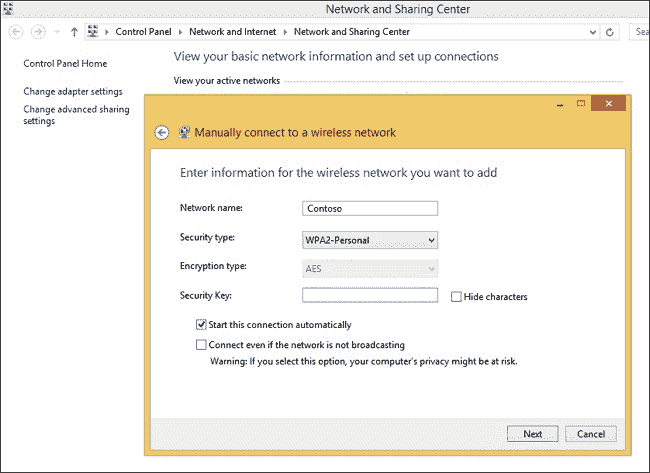 Network and Sharing Center
Control Panel Network and Internet Network and Sharing Center
Sea
Control Panel Home
View your basic network information and set up connections
Change adapter settings
View your active networks
Change advanced sharing
settings
Manually connect to a wireless network
Enter information for the wireless network you want to add
Network name: Contoso
Security type: WPA2-Personal
Encryption type: AES
Security Key: Hide characters
Start this connection automatically
Connect even if the network is not broadcasting
Warning: If you select this option, your computer's privacy might be at risk.
Next Cancel